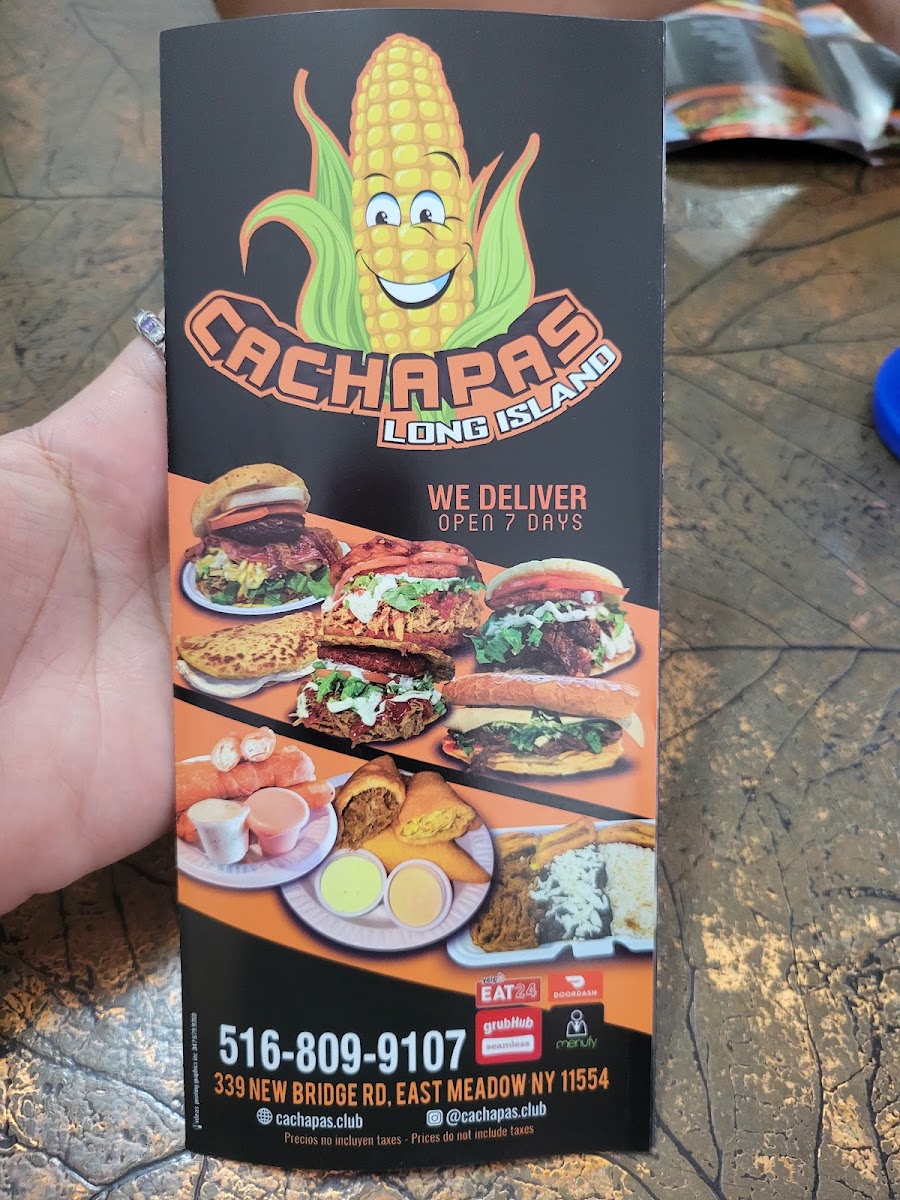 CACHAPAS
LONG ISLAND
WE DELIVER
OPEN 7 DAYS
yelp
EAT24
DOORDASH
grubHub
seamless
menufy
516-809-9107
339 NEW BRIDGE RD, EAST MEADOW NY 11554
cachapas.club
@cachapas.club
Precios no incluyen taxes - Prices do not include taxes